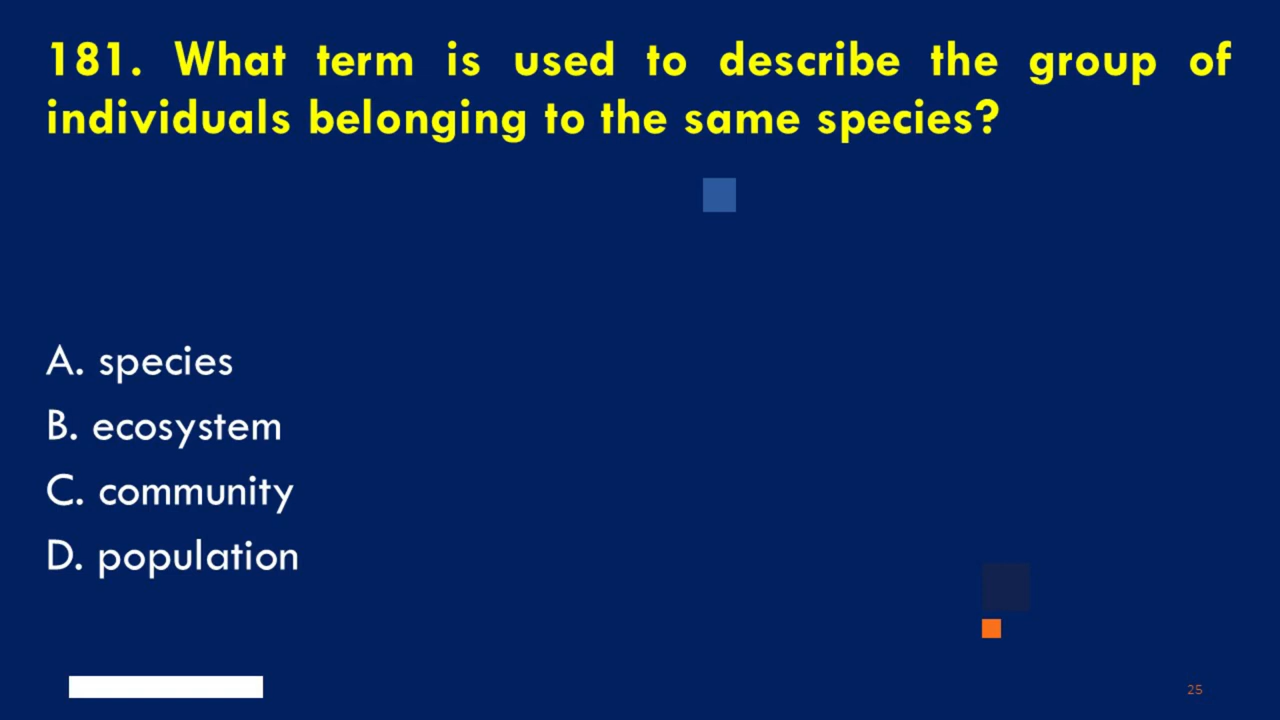 181. What term is used to describe the group of
individuals belonging to the same species?
A. species
B. ecosystem
C. community
D. population
25